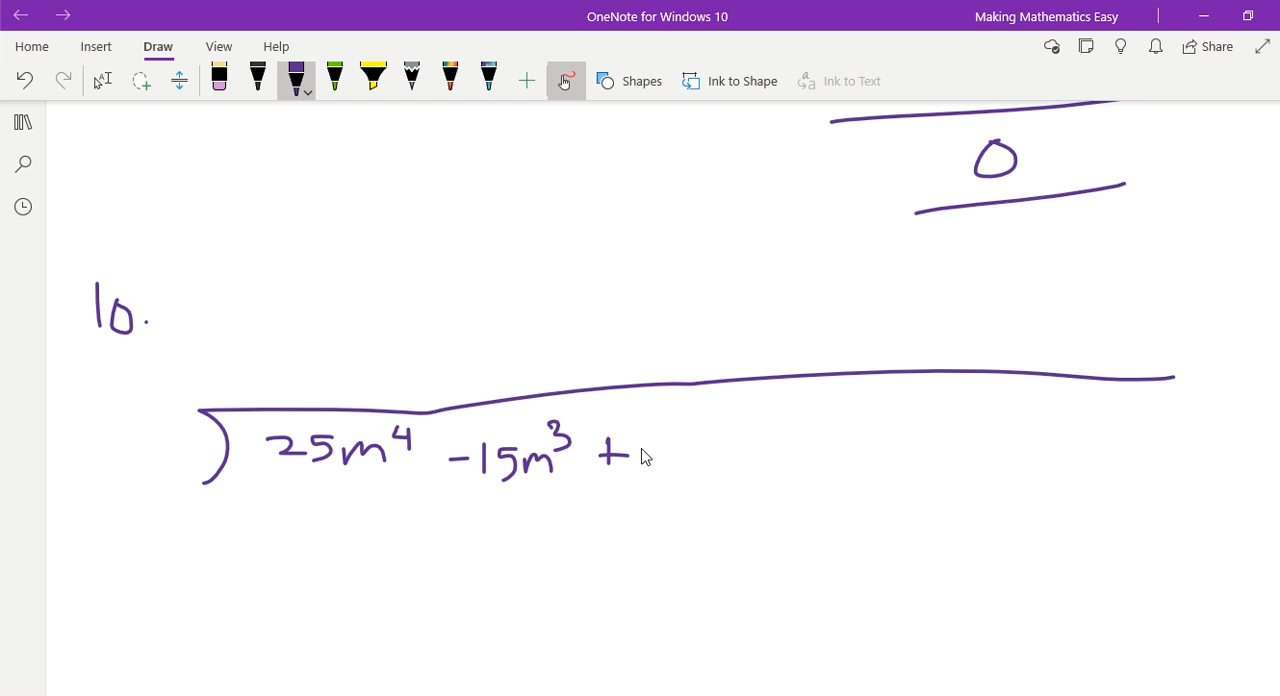 OneNote for Windows 10
Making Mathematics Easy
Home Insert Draw View Help
Share
Shapes
Ink to Shape
Ink to Text
0
10.
25m⁴ -15m³ +